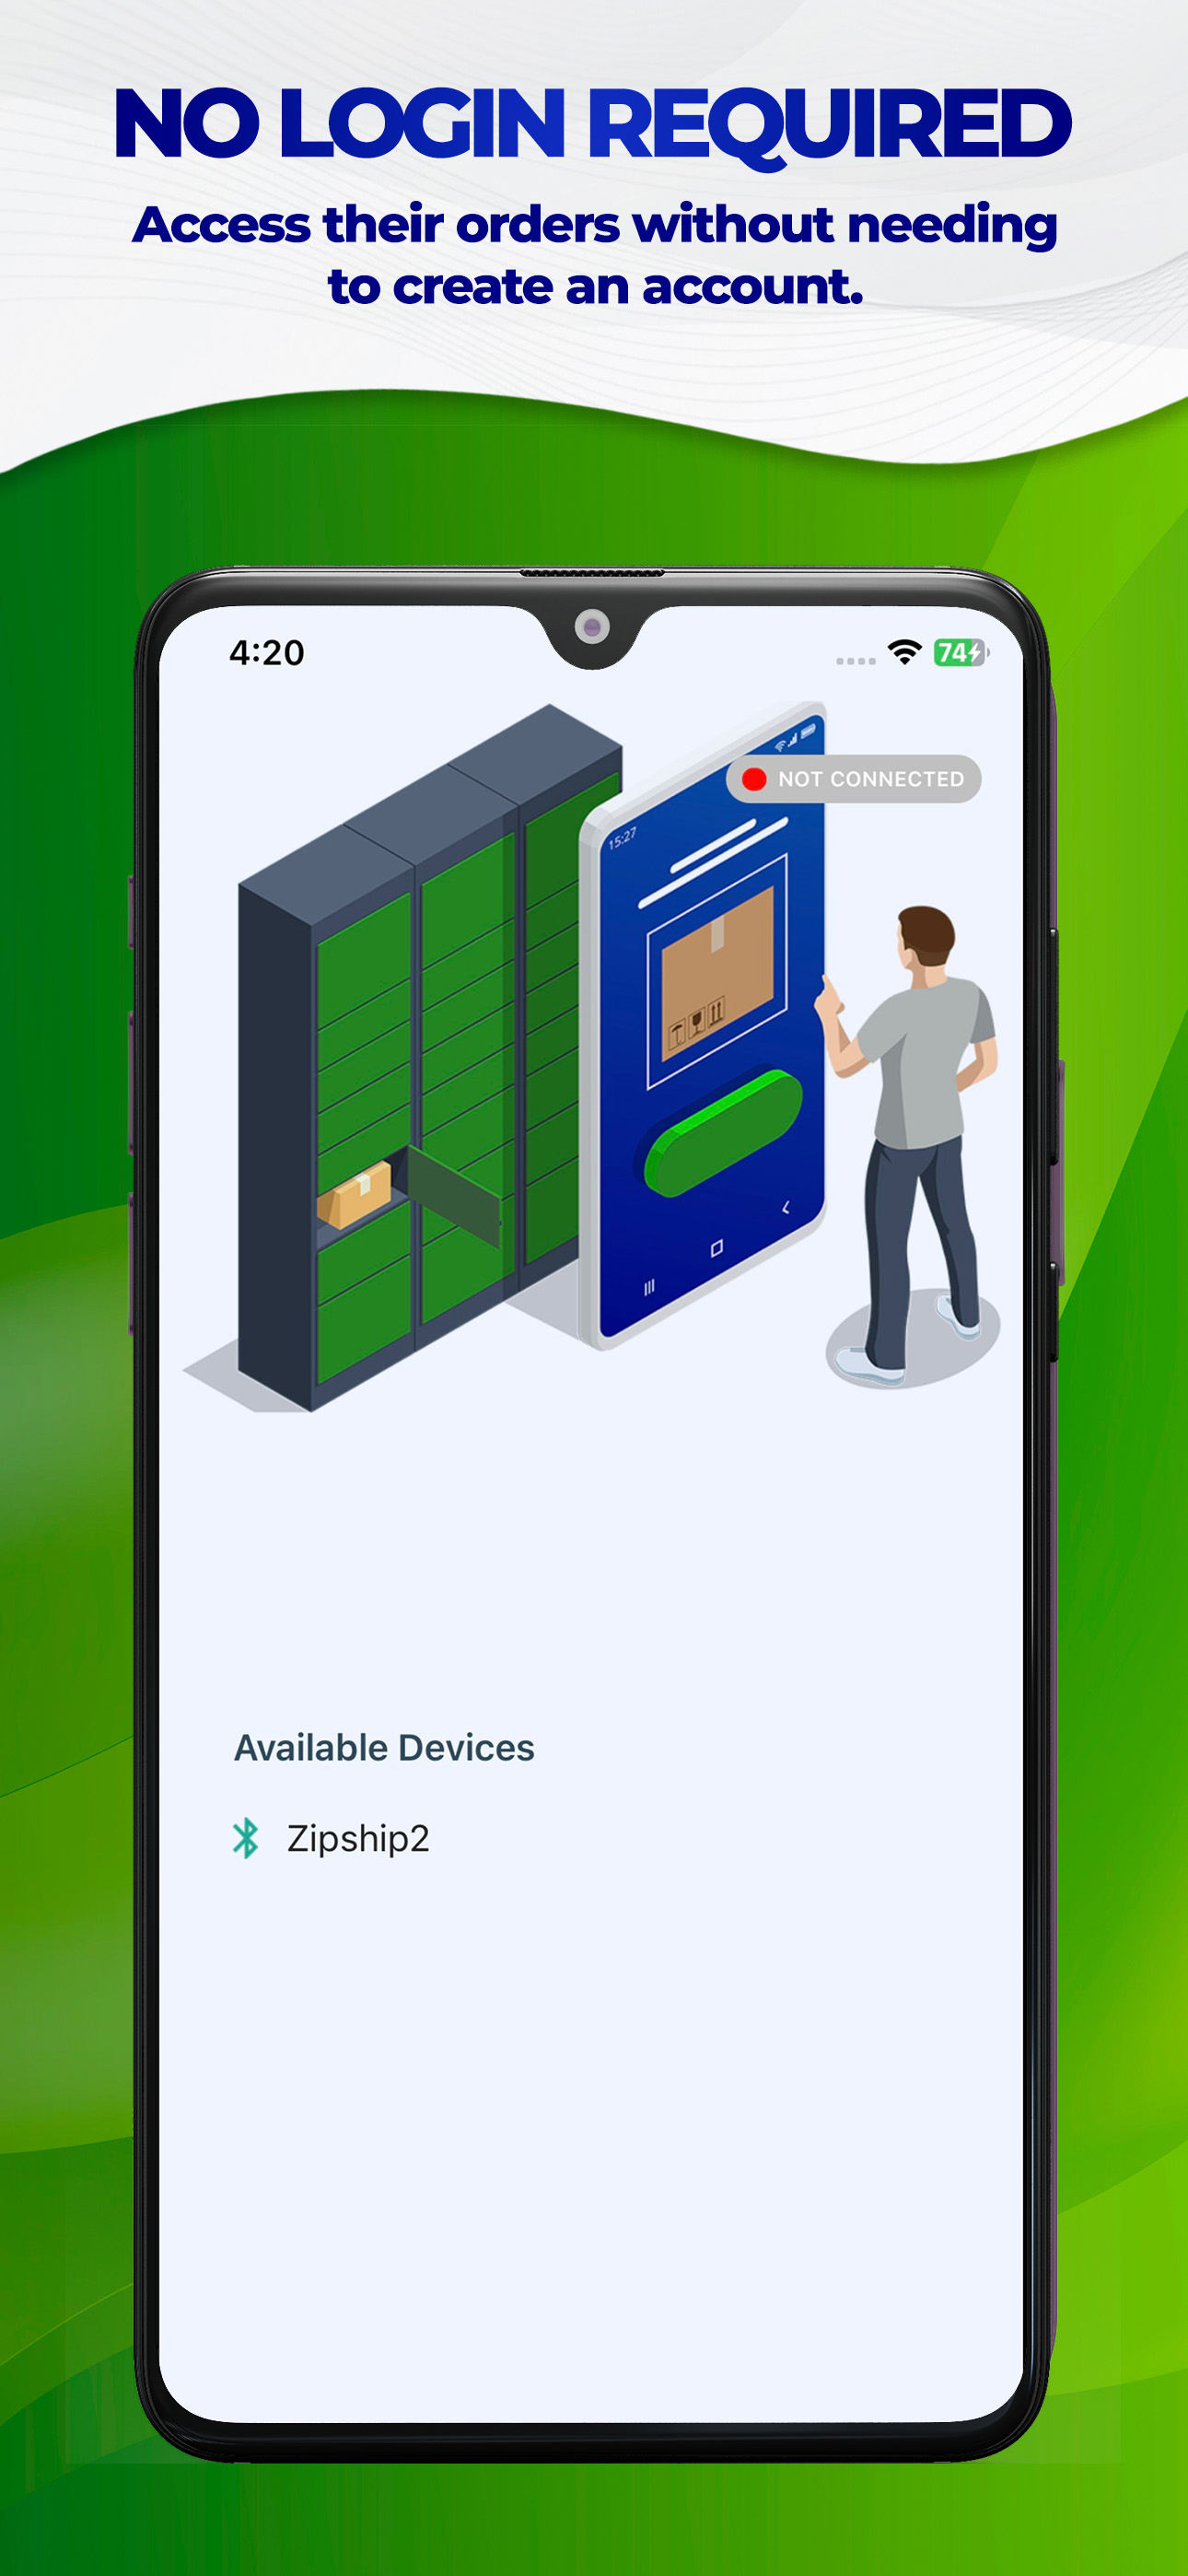 NO LOGIN REQUIRED
Access their orders without needing
to create an account.
4:20
74
NOT CONNECTED
15:27
Available Devices
Zipship2